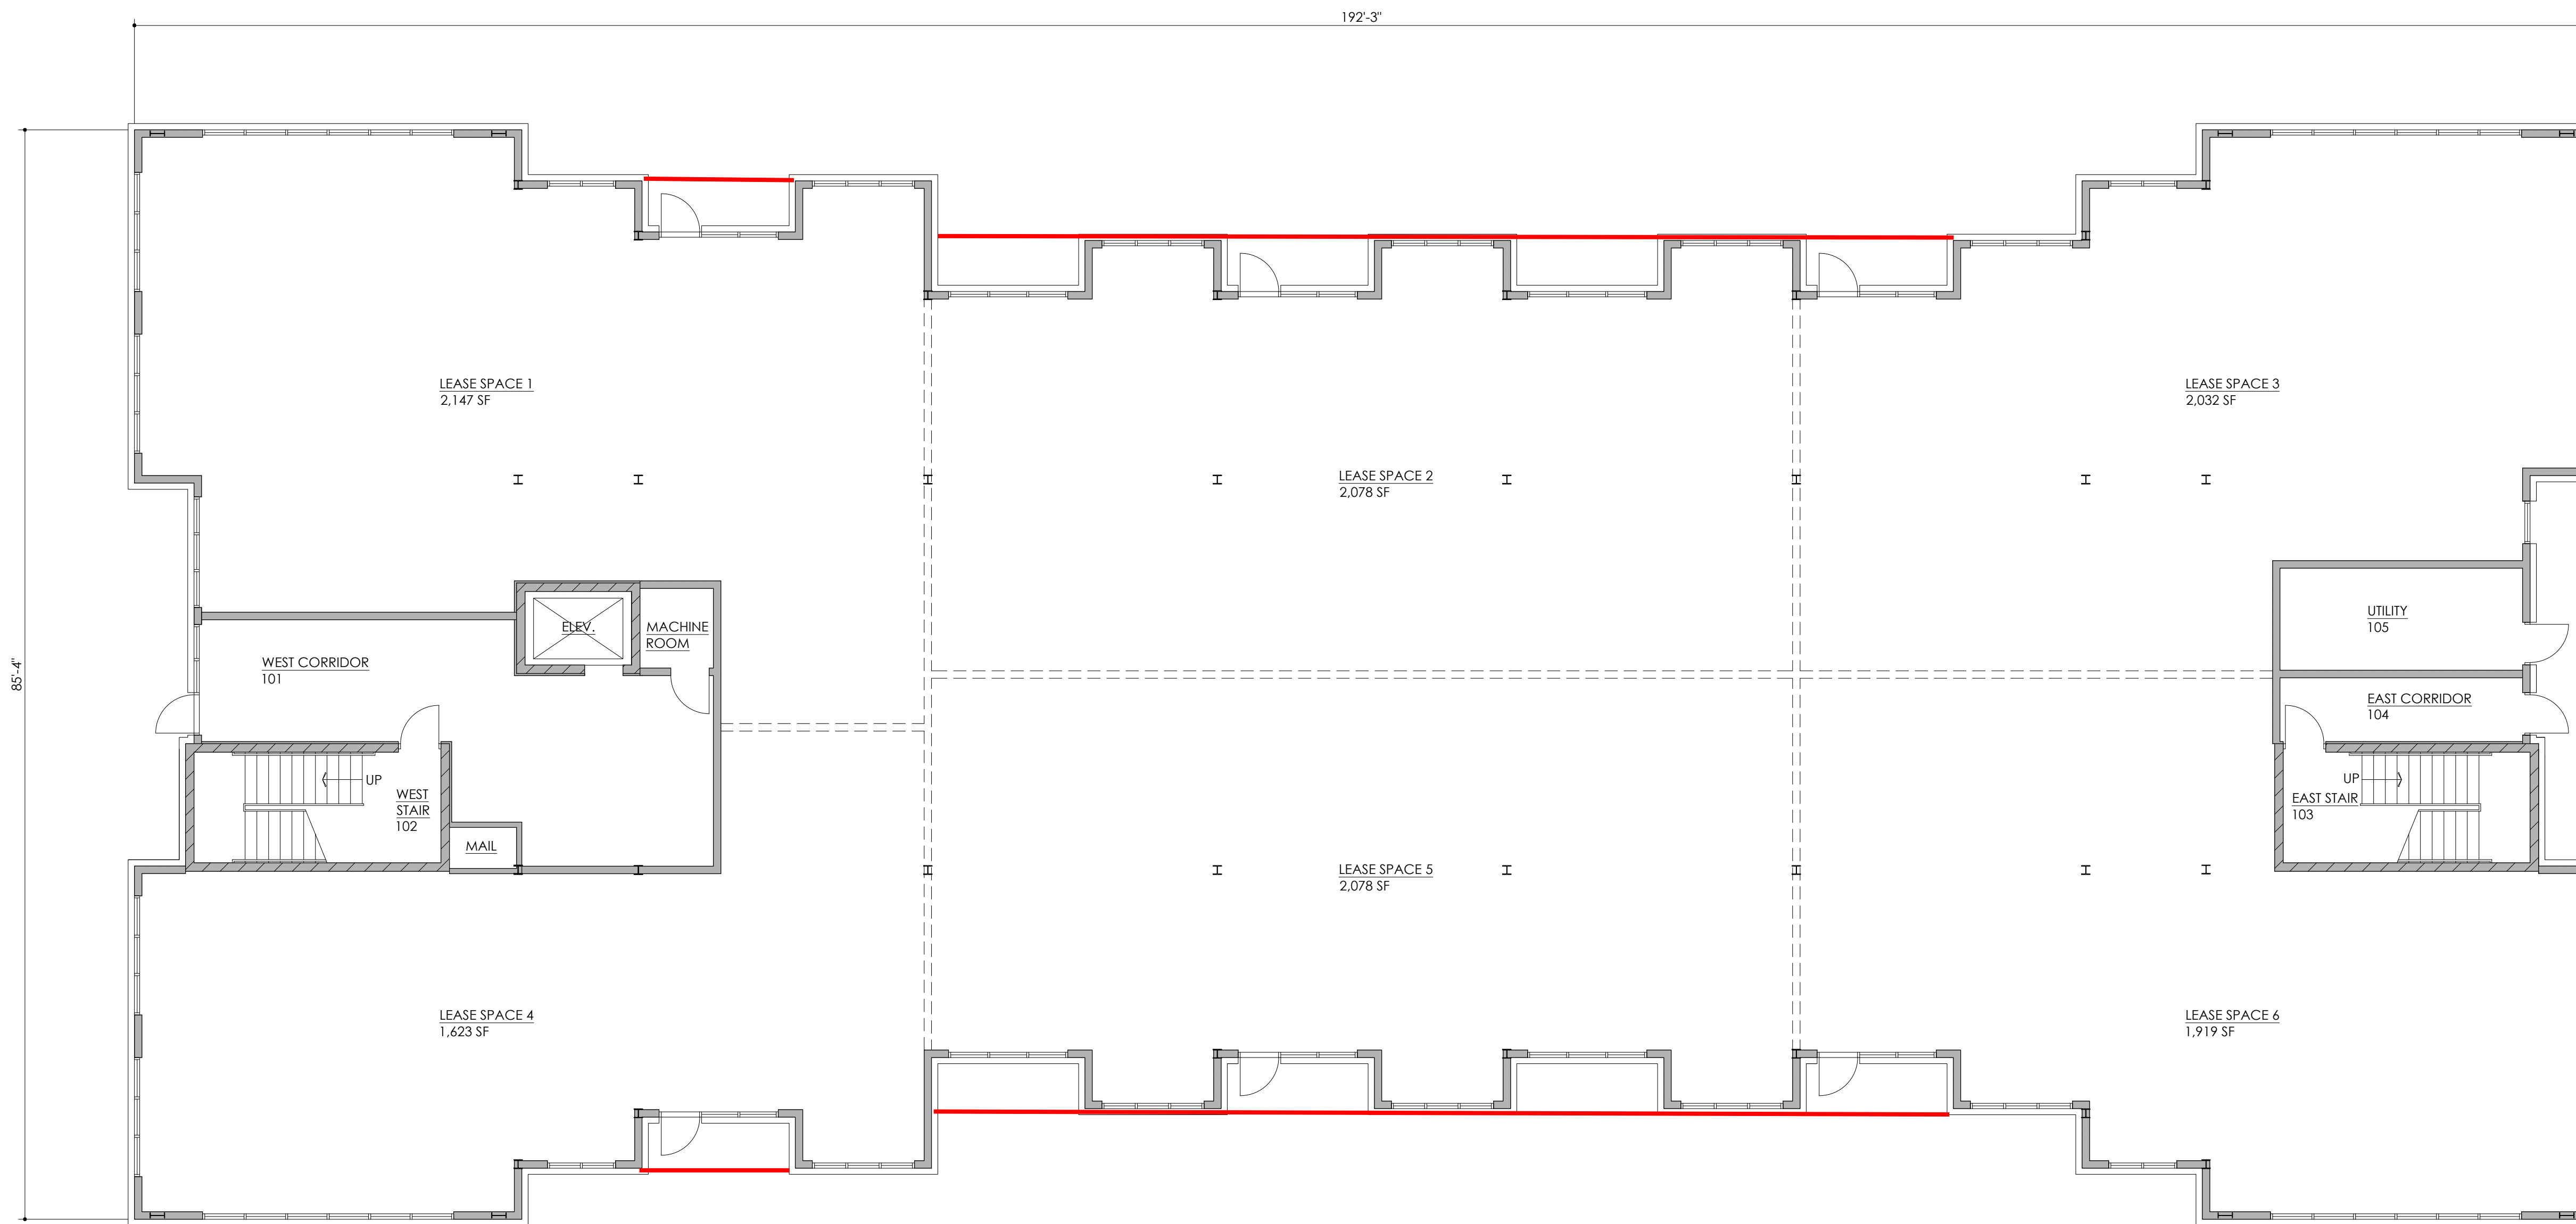 192'-3"
LEASE SPACE 1
2,147 SF
LEASE SPACE 3
2,032 SF
LEASE SPACE 2
2,078 SF
ELEV.
MACHINE
ROOM
UTILITY
105
WEST CORRIDOR
101
85'-4"
EAST CORRIDOR
104
UP
WEST
STAIR
102
UP
EAST STAIR
103
MAIL
LEASE SPACE 5
2,078 SF
LEASE SPACE 4
1,623 SF
LEASE SPACE 6
1,919 SF